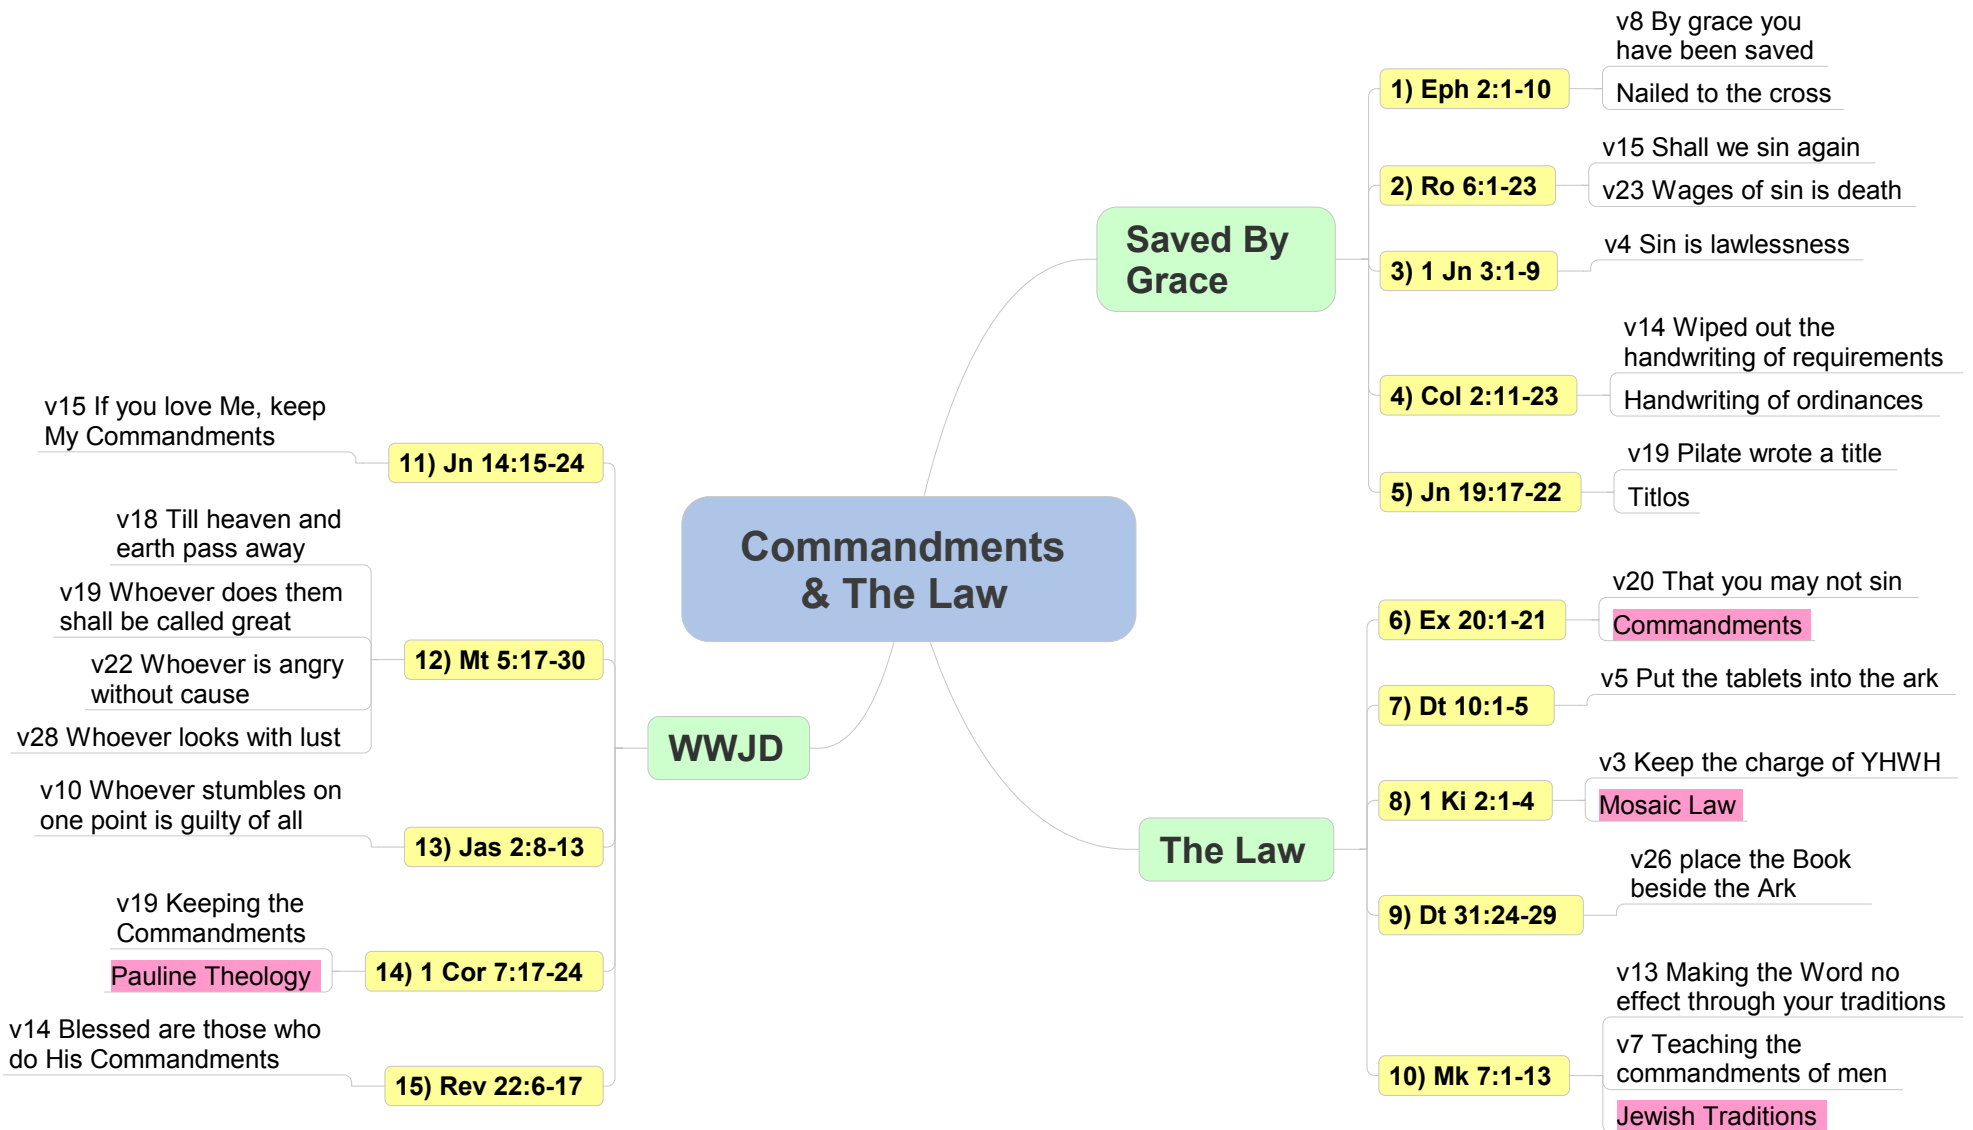 Commandments
& The Law
Saved By
Grace
1) Eph 2:1-10
v8 By grace you
have been saved
Nailed to the cross
2) Ro 6:1-23
v15 Shall we sin again
v23 Wages of sin is death
3) 1 Jn 3:1-9
v4 Sin is lawlessness
4) Col 2:11-23
v14 Wiped out the
handwriting of requirements
Handwriting of ordinances
5) Jn 19:17-22
v19 Pilate wrote a title
Titlos
The Law
6) Ex 20:1-21
v20 That you may not sin
Commandments
7) Dt 10:1-5
v5 Put the tablets into the ark
8) 1 Ki 2:1-4
v3 Keep the charge of YHWH
Mosaic Law
9) Dt 31:24-29
v26 place the Book
beside the Ark
10) Mk 7:1-13
v13 Making the Word no
effect through your traditions
v7 Teaching the
commandments of men
Jewish Traditions
WWJD
11) Jn 14:15-24
v15 If you love Me, keep
My Commandments
12) Mt 5:17-30
v18 Till heaven and
earth pass away
v19 Whoever does them
shall be called great
v22 Whoever is angry
without cause
v28 Whoever looks with lust
13) Jas 2:8-13
v10 Whoever stumbles on
one point is guilty of all
14) 1 Cor 7:17-24
v19 Keeping the
Commandments
Pauline Theology
15) Rev 22:6-17
v14 Blessed are those who
do His Commandments